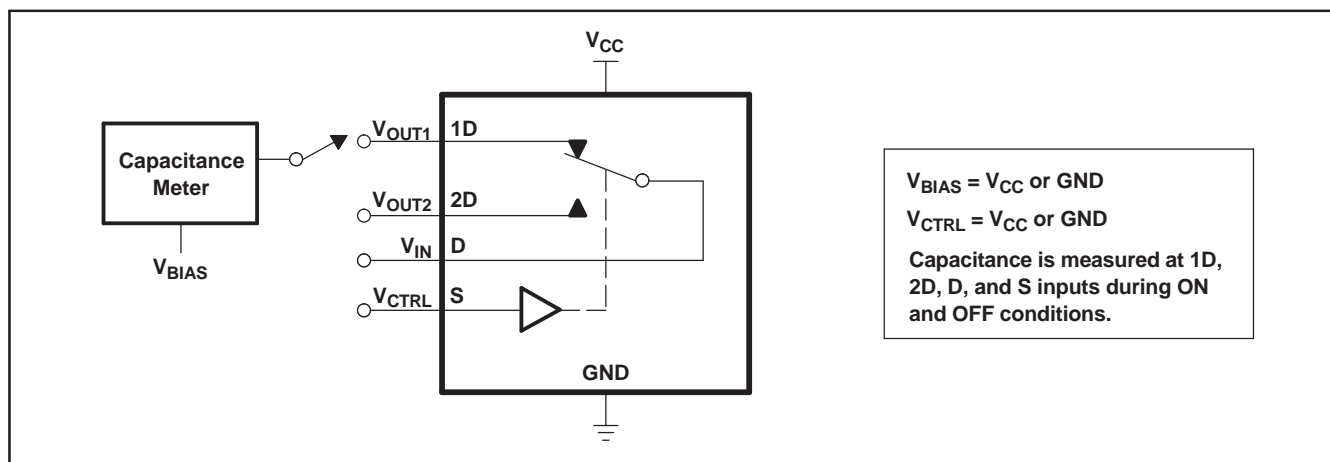 VCC
VOUT1 1D
Capacitance
Meter
VOUT2 2D
VIN D
VBIAS
VCTRL S
GND
VBIAS = VCC or GND
VCTRL = VCC or GND
Capacitance is measured at 1D,
2D, D, and S inputs during ON
and OFF conditions.